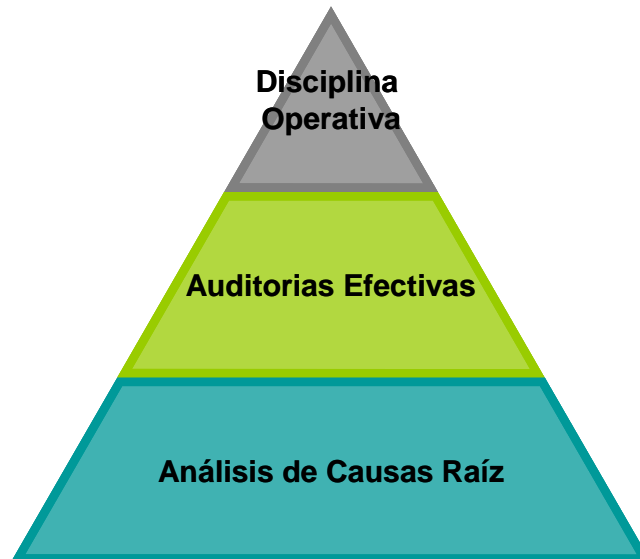 Disciplina
Operativa
Auditorias Efectivas
Análisis de Causas Raíz